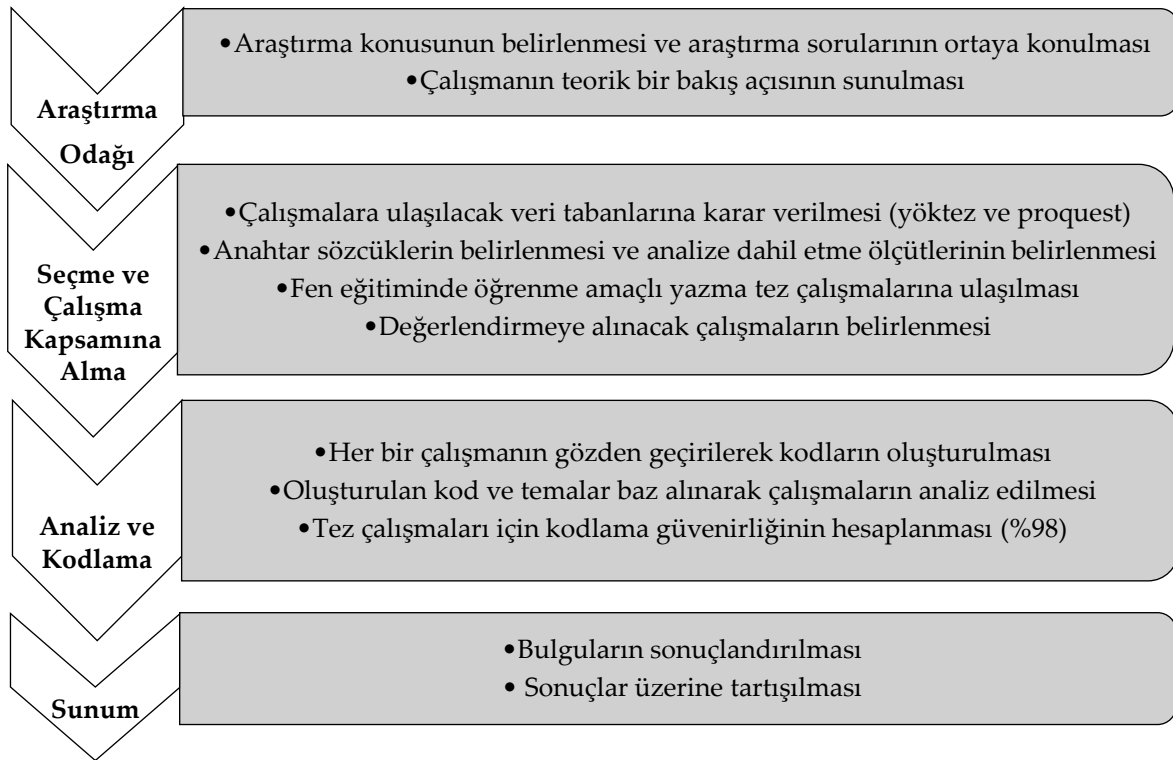 Araştırma
Odağı
•Araştırma konusunun belirlenmesi ve araştırma sorularının ortaya konulması
•Çalışmanın teorik bir bakış açısının sunulması
Seçme ve
Çalışma
Kapsamına
Alma
•Çalışmalara ulaşılacak veri tabanlarına karar verilmesi (yöktez ve proquest)
•Anahtar sözcüklerin belirlenmesi ve analize dahil etme ölçütlerinin belirlenmesi
•Fen eğitiminde öğrenme amaçlı yazma tez çalışmalarına ulaşılması
•Değerlendirmeye alınacak çalışmaların belirlenmesi
Analiz ve
Kodlama
•Her bir çalışmanın gözden geçirilerek kodların oluşturulması
•Oluşturulan kod ve temalar baz alınarak çalışmaların analiz edilmesi
•Tez çalışmaları için kodlama güvenirliğinin hesaplanması (%98)
Sunum
•Bulguların sonuçlandırılması
• Sonuçlar üzerine tartışılması